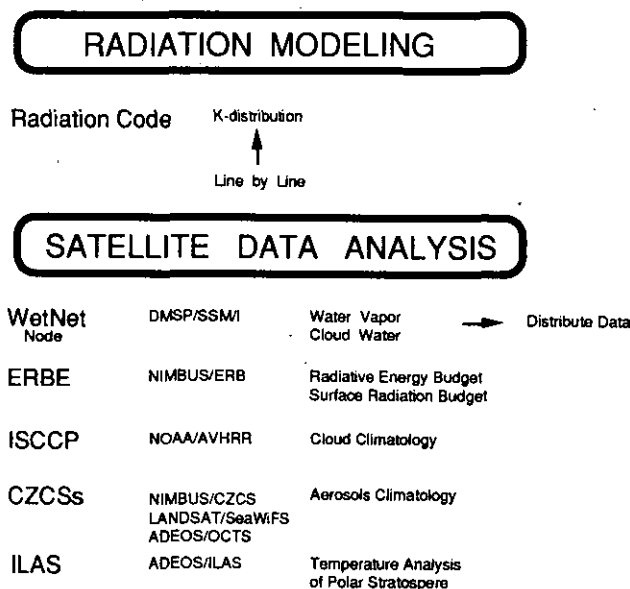 RADIATION MODELING
Radiation Code K-distribution
Line by Line
SATELLITE DATA ANALYSIS
WetNet DMSP/SSM/I Water Vapor Distribute Data
Node Cloud Water
ERBE NIMBUS/ERB Radiative Energy Budget
Surface Radiation Budget
ISCCP NOAA/AVHRR Cloud Climatology
CZCSs NIMBUS/CZCS Aerosols Climatology
LANDSAT/SeaWiFS
ADEOS/OCTS
ILAS ADEOS/ILAS Temperature Analysis
of Polar Stratospere